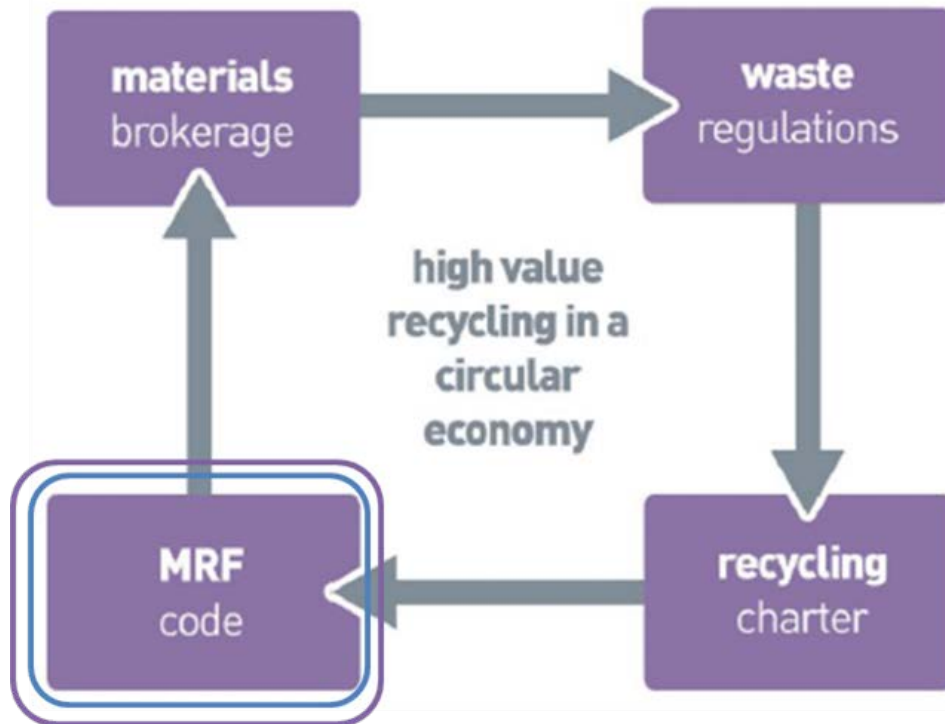 materials
brokerage
waste
regulations
high value
recycling in a
circular
economy
MRF
code
recycling
charter